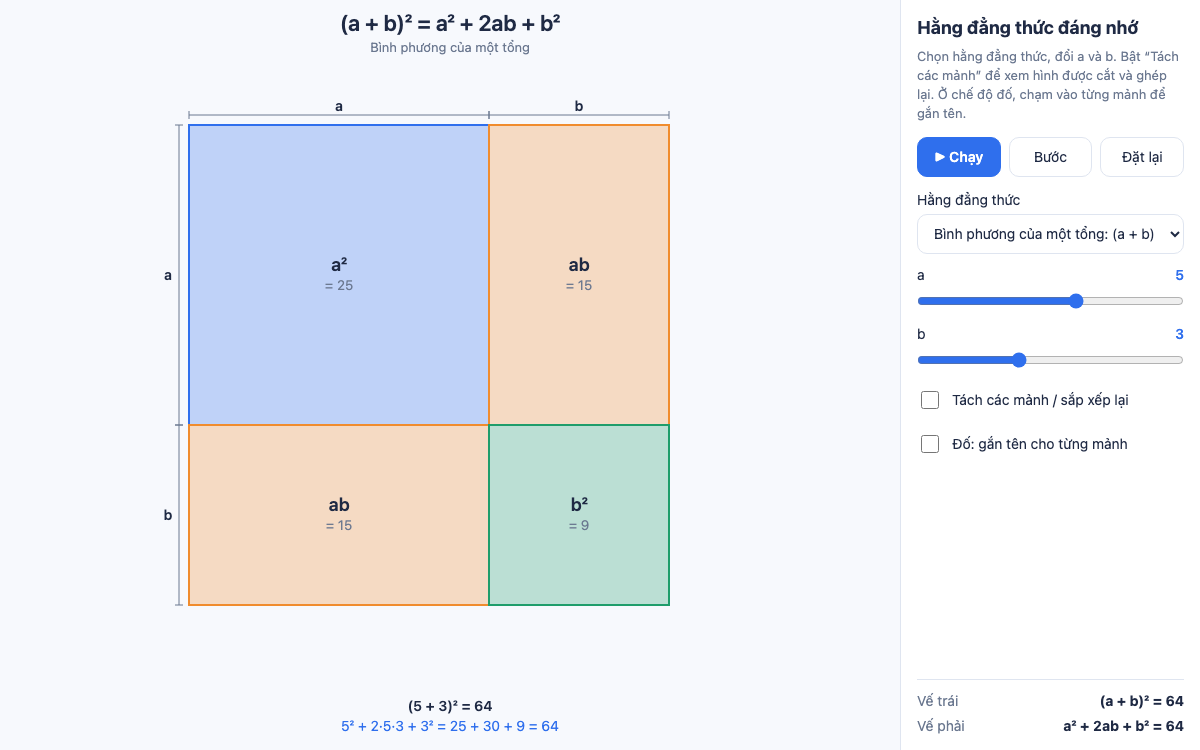 (a + b)² = a² + 2ab + b²
Bình phương của một tổng
a
b
a
a²
= 25
ab
= 15
b
ab
= 15
b²
= 9
(5 + 3)² = 64
5² + 2·5·3 + 3² = 25 + 30 + 9 = 64
Hằng đẳng thức đáng nhớ
Chọn hằng đẳng thức, đổi a và b. Bật “Tách
các mảnh” để xem hình được cắt và ghép
lại. Ở chế độ đố, chạm vào từng mảnh để
gắn tên.
▶ Chạy
Bước
Đặt lại
Hằng đẳng thức
Bình phương của một tổng: (a + b)
a 5
b 3
Tách các mảnh / sắp xếp lại
Đố: gắn tên cho từng mảnh
Vế trái (a + b)² = 64
Vế phải a² + 2ab + b² = 64